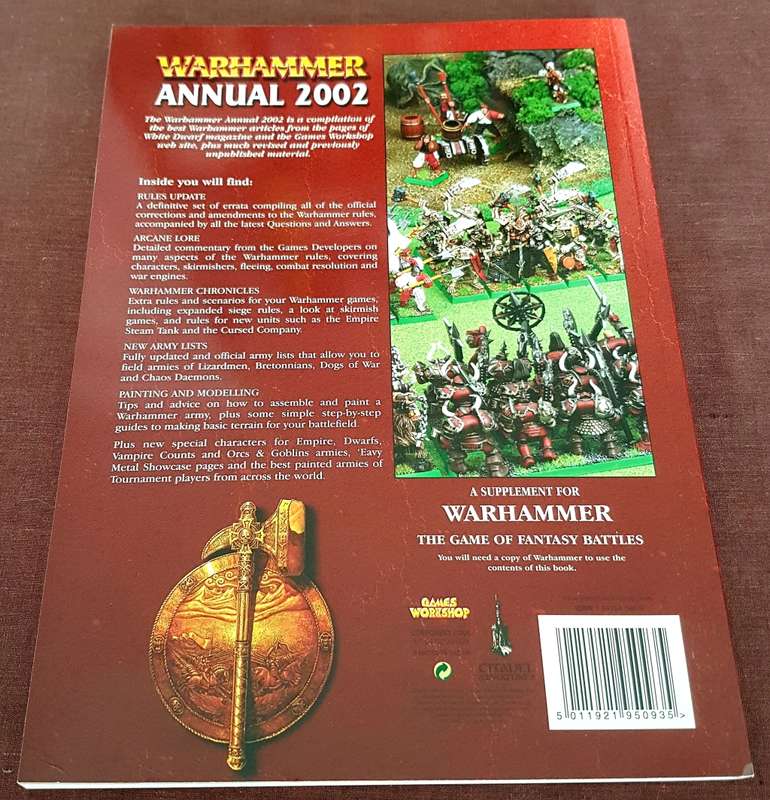 WARHAMMER
ANNUAL 2002
The Warhammer Annual 2002 is a compilation of
the best Warhammer articles from the pages of
White Dwarf magazine and the Games Workshop
web site, plus much revised and previously
unpublished material.
Inside you will find:
RULES UPDATE
A definitive set of errata compiling all of the official
corrections and amendments to the Warhammer rules,
accompanied by all the latest Questions and Answers.
ARCANE LORE
Detailed commentary from the Games Developers on
many aspects of the Warhammer rules, covering
characters, skirmishers, fleeing, combat resolution and
war engines.
WARHAMMER CHRONICLES
Extra rules and scenarios for your Warhammer games,
including expanded siege rules, a look at skirmish
games, and rules for new units such as the Empire
Steam Tank and the Cursed Company.
NEW ARMY LISTS
Fully updated and official army lists that allow you to
field armies of Lizardmen, Bretonnians, Dogs of War
and Chaos Daemons.
PAINTING AND MODELLING
Tips and advice on how to assemble and paint a
Warhammer army, plus some simple step-by-step
guides to making basic terrain for your battlefield.
Plus new special characters for Empire, Dwarfs,
Vampire Counts and Orcs & Goblins armies, 'Eavy
Metal Showcase pages and the best painted armies of
Tournament players from across the world.
A SUPPLEMENT FOR
WARHAMMER
THE GAME OF FANTASY BATTLES
You will need a copy of Warhammer to use the
contents of this book.
GAMES
WORKSHOP
CITADEL
5 011921 950935 >